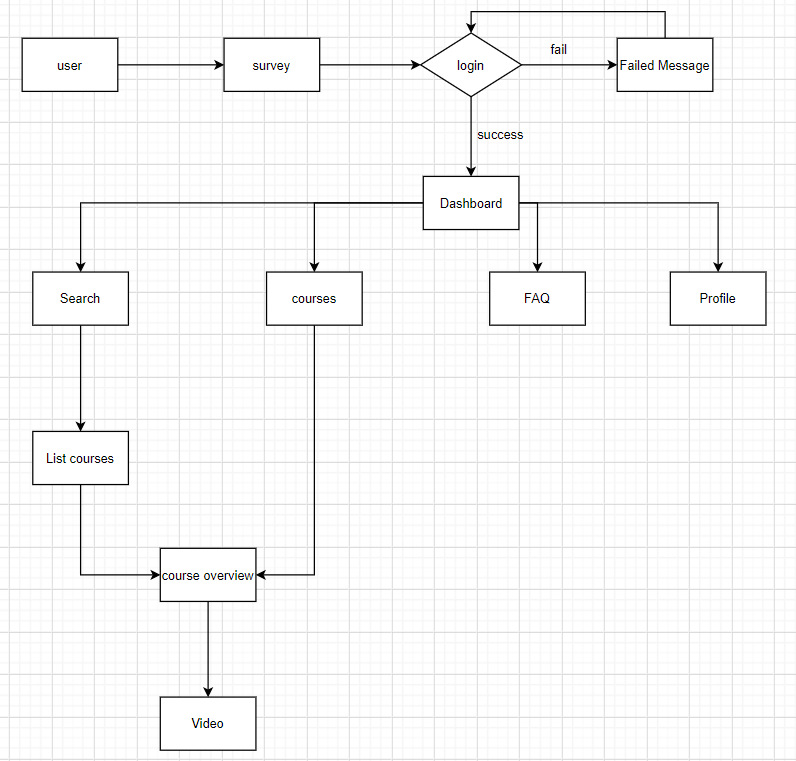 user
survey
login
fail
Failed Message
success
Dashboard
Search
courses
FAQ
Profile
List courses
course overview
Video